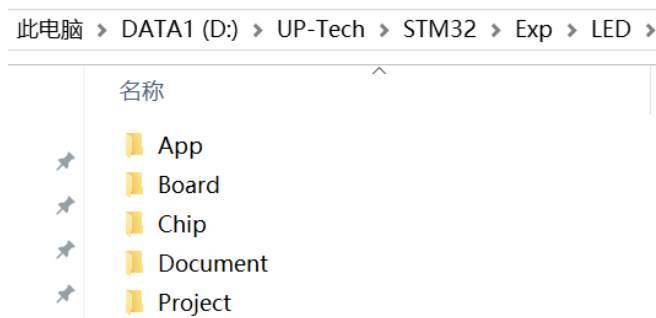 此电脑 > DATA1 (D:) > UP-Tech > STM32 > Exp > LED >
名称
App
Board
Chip
Document
Project